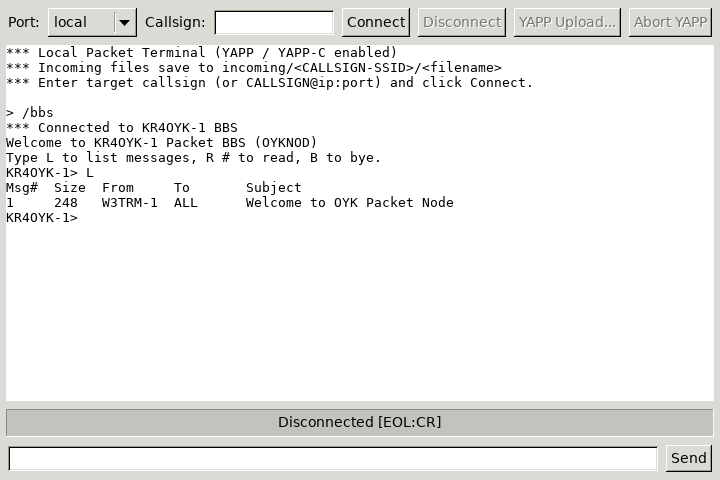 Port: local Callsign: Connect Disconnect YAPP Upload... Abort YAPP
*** Local Packet Terminal (YAPP / YAPP-C enabled)
*** Incoming files save to incoming/<CALLSIGN-SSID>/<filename>
*** Enter target callsign (or CALLSIGN@ip:port) and click Connect.
> /bbs
*** Connected to KR4OYK-1 BBS
Welcome to KR4OYK-1 Packet BBS (OYKNOD)
Type L to list messages, R # to read, B to bye.
KR4OYK-1> L
Msg#  Size  From     To       Subject
1     248   W3TRM-1  ALL      Welcome to OYK Packet Node
KR4OYK-1>
Disconnected [EOL:CR]
Send